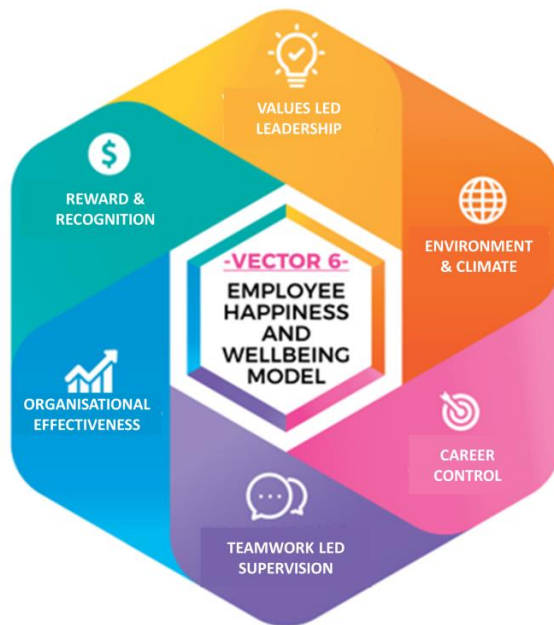 VALUES LED
LEADERSHIP
$
REWARD &
RECOGNITION
ENVIRONMENT
& CLIMATE
-VECTOR 6-
EMPLOYEE
HAPPINESS
AND
WELLBEING
MODEL
ORGANISATIONAL
EFFECTIVENESS
CAREER
CONTROL
TEAMWORK LED
SUPERVISION